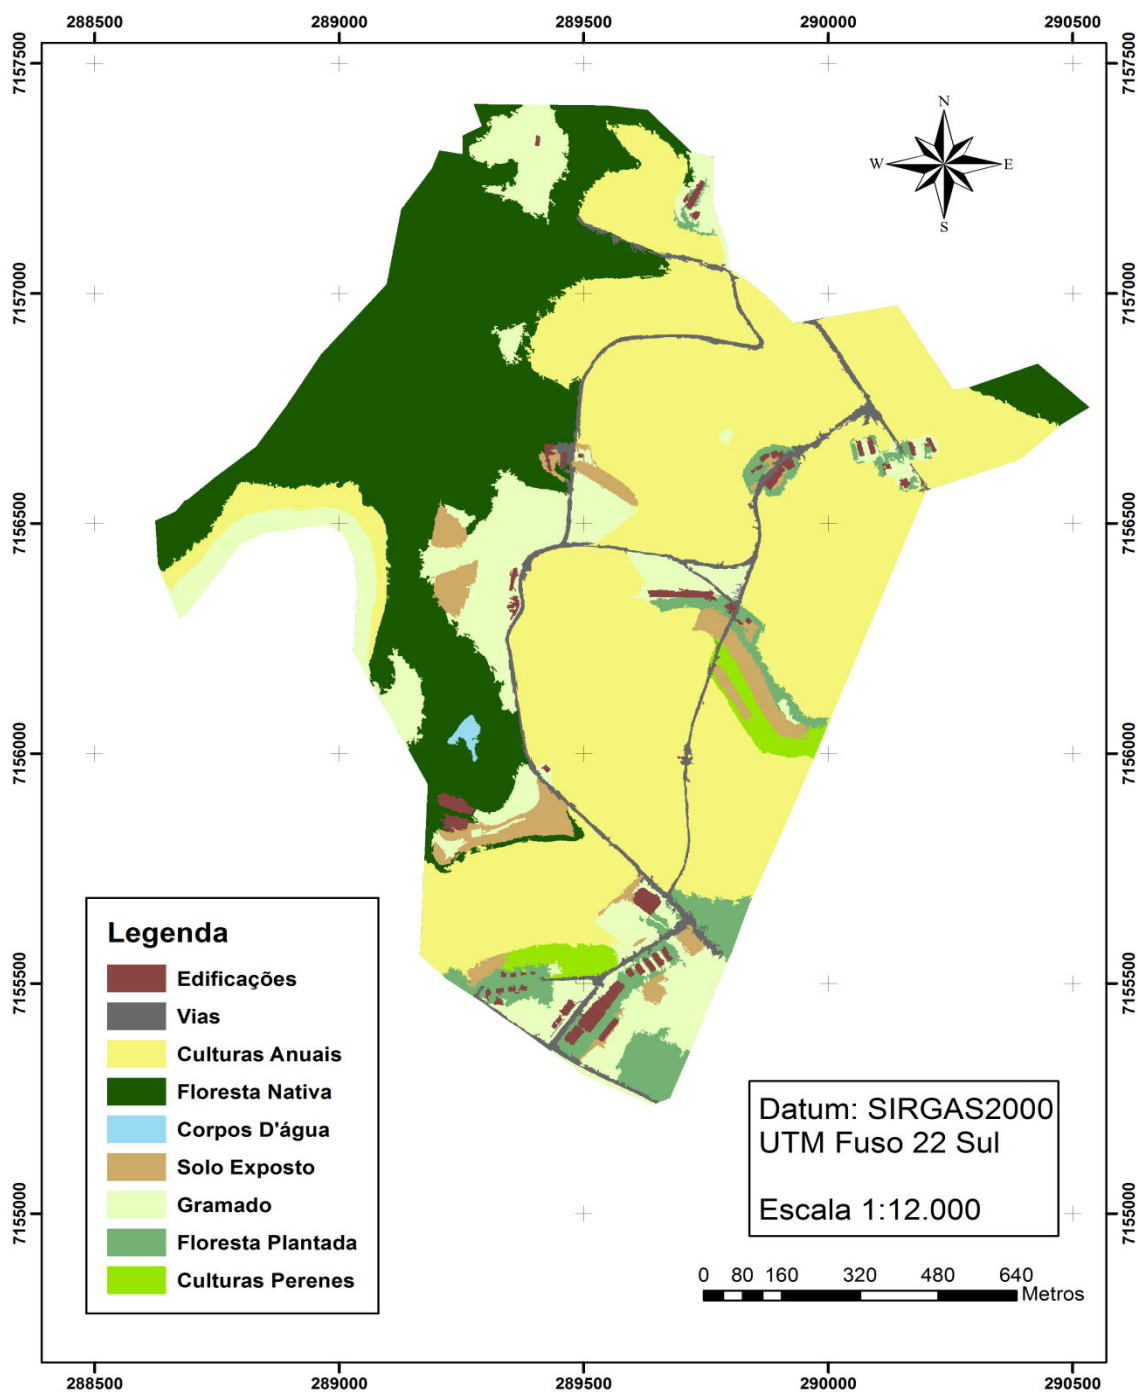 288500 289000 289500 290000 290500
7157500 7157500
N
W E
S
7157000 7157000
7156500 7156500
7156000 7156000
7155500 7155500
7155000 7155000
Legenda
Edificações
Vias
Culturas Anuais
Floresta Nativa
Corpos D'água
Solo Exposto
Gramado
Floresta Plantada
Culturas Perenes
Datum: SIRGAS2000
UTM Fuso 22 Sul
Escala 1:12.000
0 80 160 320 480 640
Metros
288500 289000 289500 290000 290500